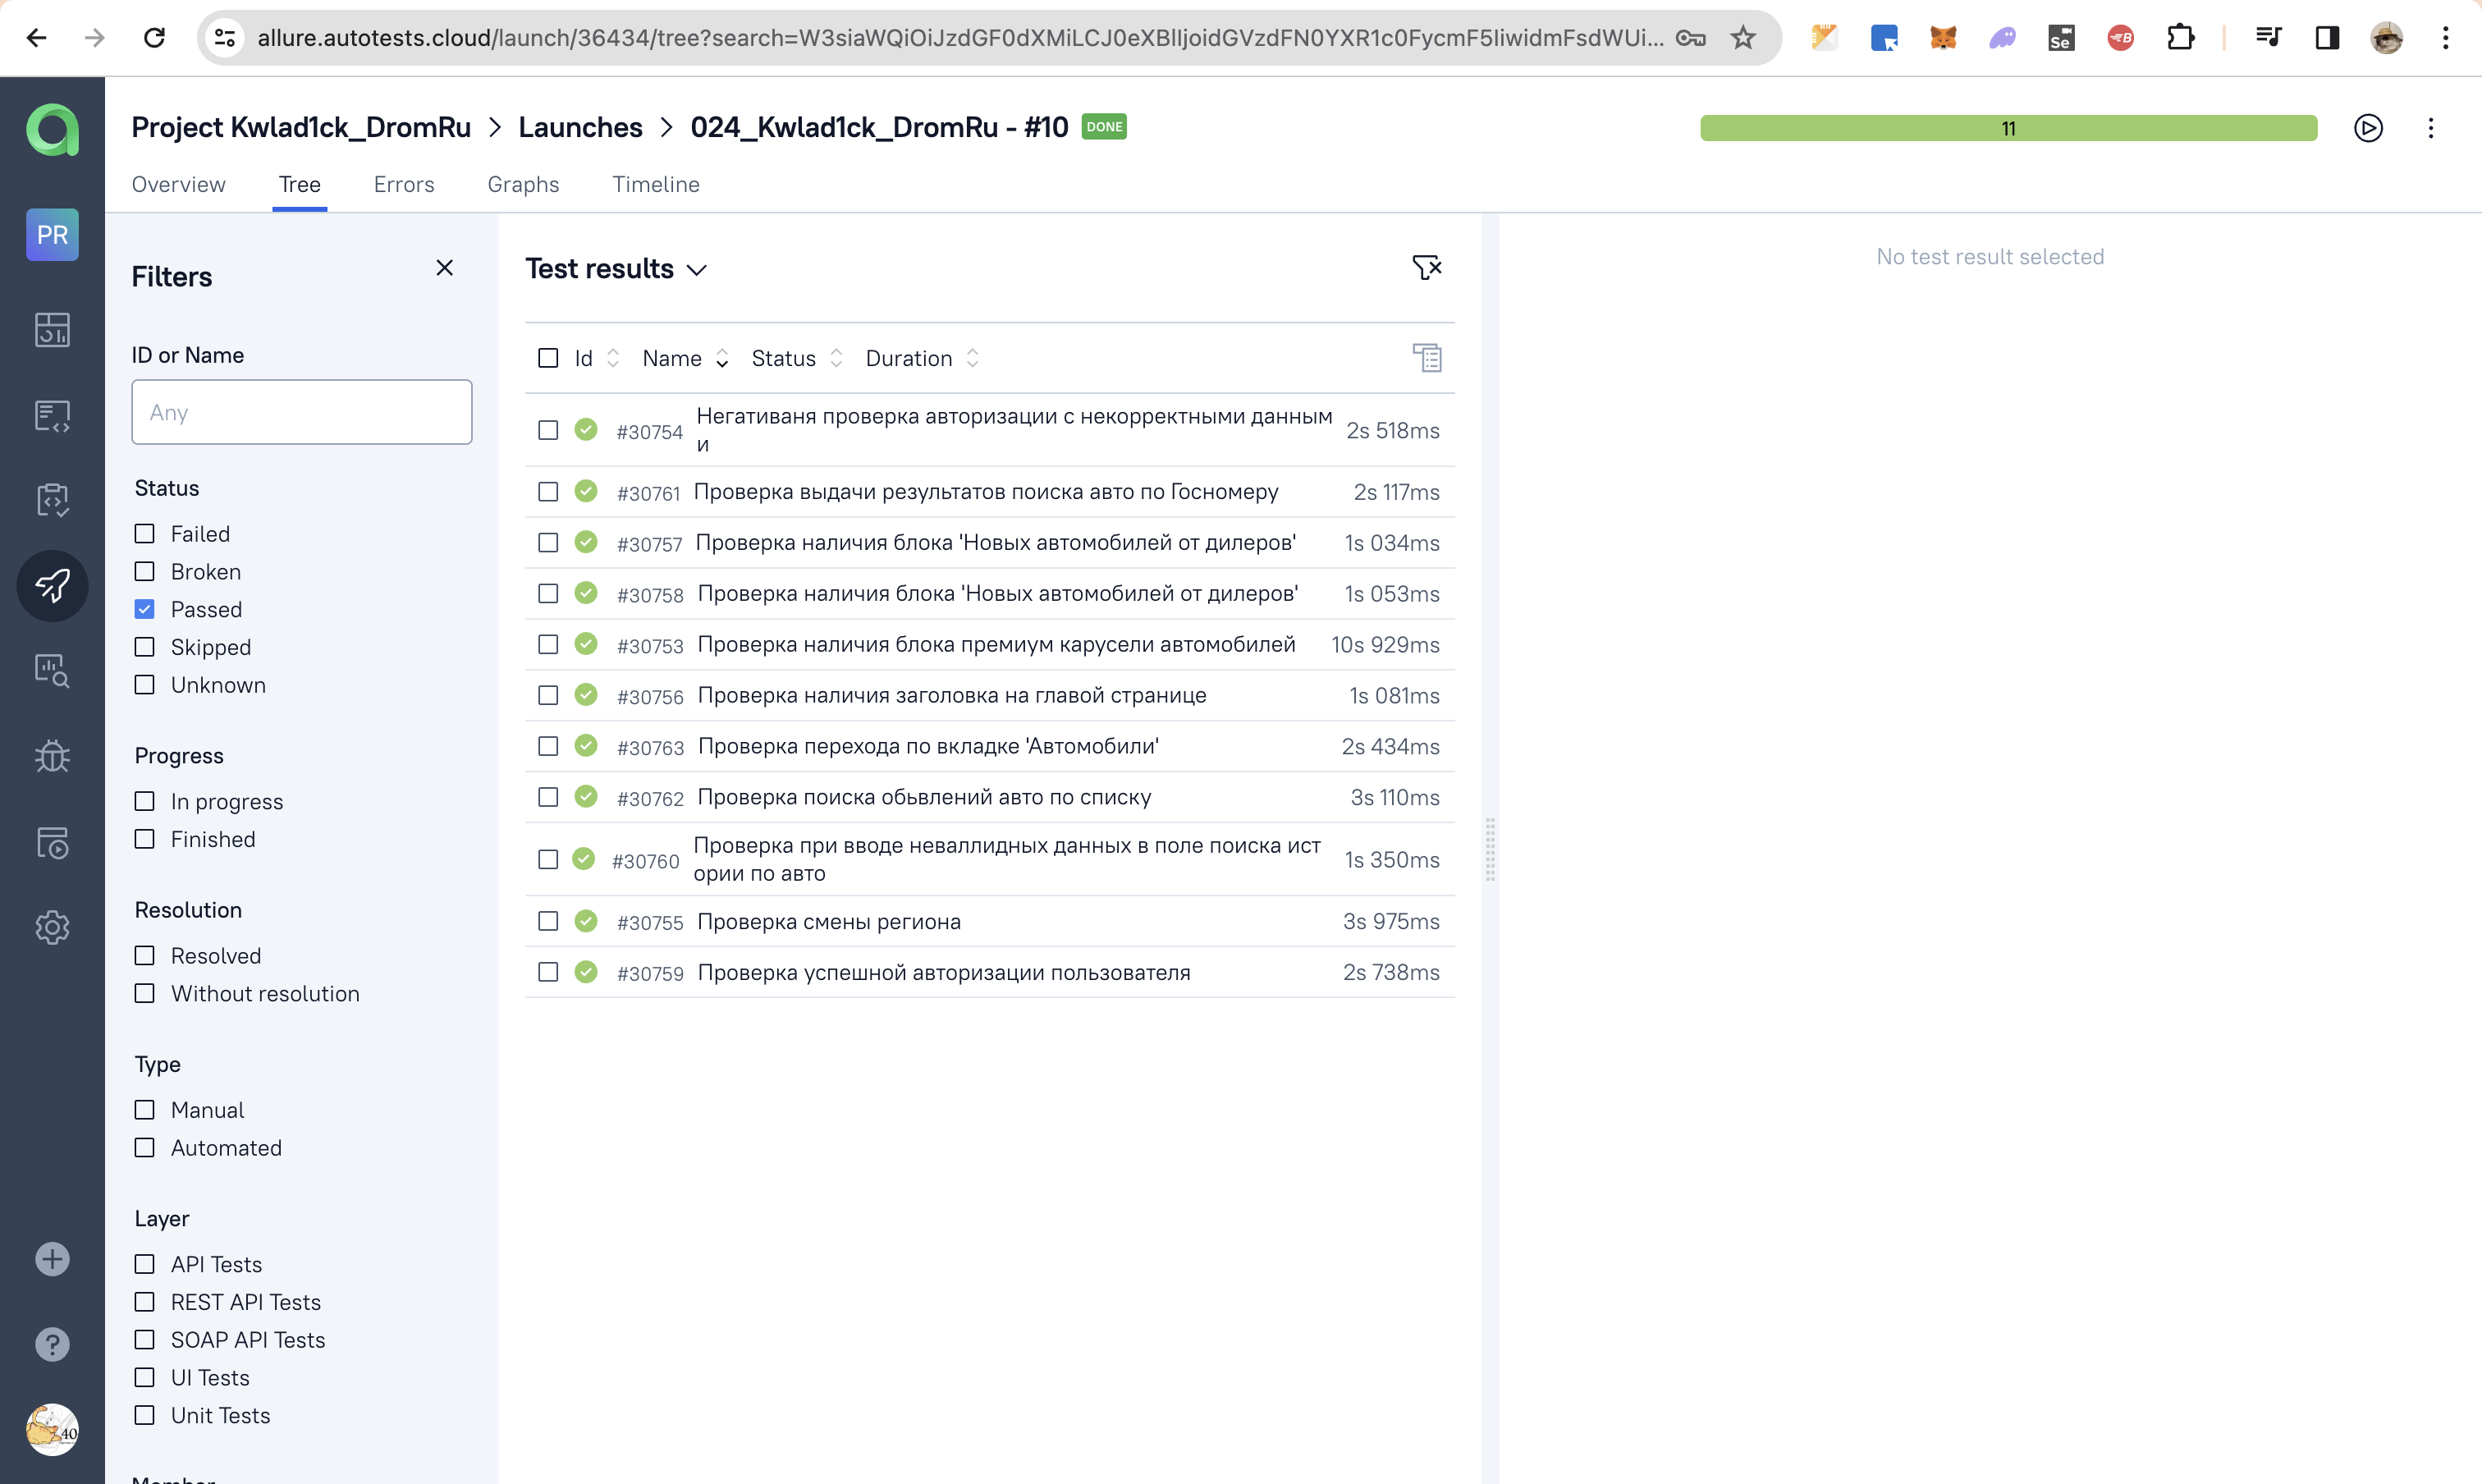 allure.autotests.cloud/launch/36434/tree?search=W3siaWQiOiJzdGF0dXMiLCJ0eXBlIjoidGVzdFN0YXR1c0FycmF5IiwidmFsdWUi...
Project Kwlad1ck_DromRu > Launches > 024_Kwlad1ck_DromRu - #10 DONE
11
Overview Tree Errors Graphs Timeline
PR
Filters
ID or Name
Any
Status
Failed
Broken
Passed
Skipped
Unknown
Progress
In progress
Finished
Resolution
Resolved
Without resolution
Type
Manual
Automated
Layer
API Tests
REST API Tests
SOAP API Tests
UI Tests
Unit Tests
Test results
Id Name Status Duration
#30754 Негативаня проверка авторизации с некорректными данным
и
2s 518ms
#30761 Проверка выдачи результатов поиска авто по Госномеру 2s 117ms
#30757 Проверка наличия блока 'Новых автомобилей от дилеров' 1s 034ms
#30758 Проверка наличия блока 'Новых автомобилей от дилеров' 1s 053ms
#30753 Проверка наличия блока премиум карусели автомобилей 10s 929ms
#30756 Проверка наличия заголовка на главой странице 1s 081ms
#30763 Проверка перехода по вкладке 'Автомобили' 2s 434ms
#30762 Проверка поиска обьвлений авто по списку 3s 110ms
#30760 Проверка при вводе неваллидных данных в поле поиска ист
ории по авто
1s 350ms
#30755 Проверка смены региона 3s 975ms
#30759 Проверка успешной авторизации пользователя 2s 738ms
No test result selected
Se
B
40